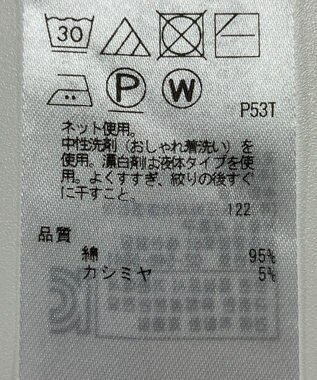 30
P W
P53T
ネット使用。
中性洗剤（おしゃれ着洗い）を
使用。漂白剤は液体タイプを使
用。よくすすぎ、絞りの後すぐ
に干すこと。
122
品質
綿 95%
カシミヤ 5%